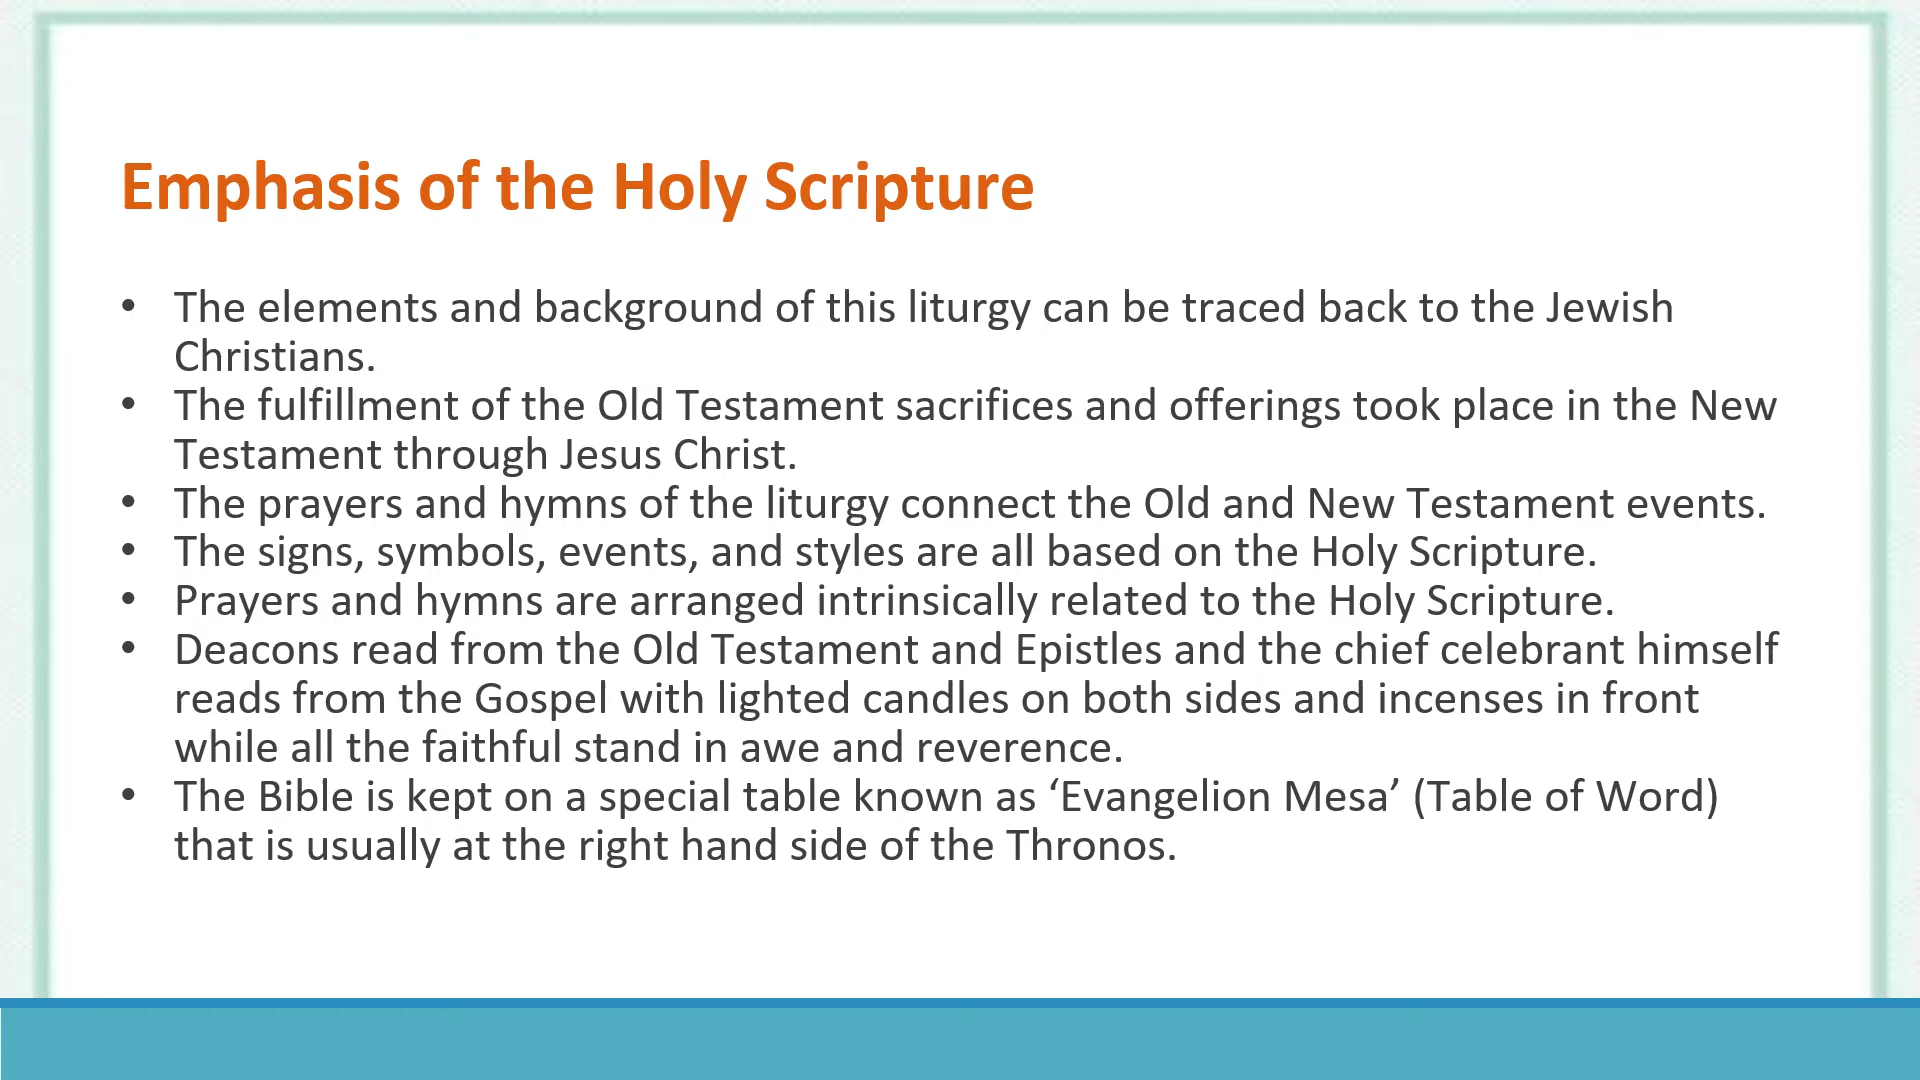 Emphasis of the Holy Scripture
• The elements and background of this liturgy can be traced back to the Jewish
Christians.
• The fulfillment of the Old Testament sacrifices and offerings took place in the New
Testament through Jesus Christ.
• The prayers and hymns of the liturgy connect the Old and New Testament events.
• The signs, symbols, events, and styles are all based on the Holy Scripture.
• Prayers and hymns are arranged intrinsically related to the Holy Scripture.
• Deacons read from the Old Testament and Epistles and the chief celebrant himself
reads from the Gospel with lighted candles on both sides and incenses in front
while all the faithful stand in awe and reverence.
• The Bible is kept on a special table known as ‘Evangelion Mesa’ (Table of Word)
that is usually at the right hand side of the Thronos.